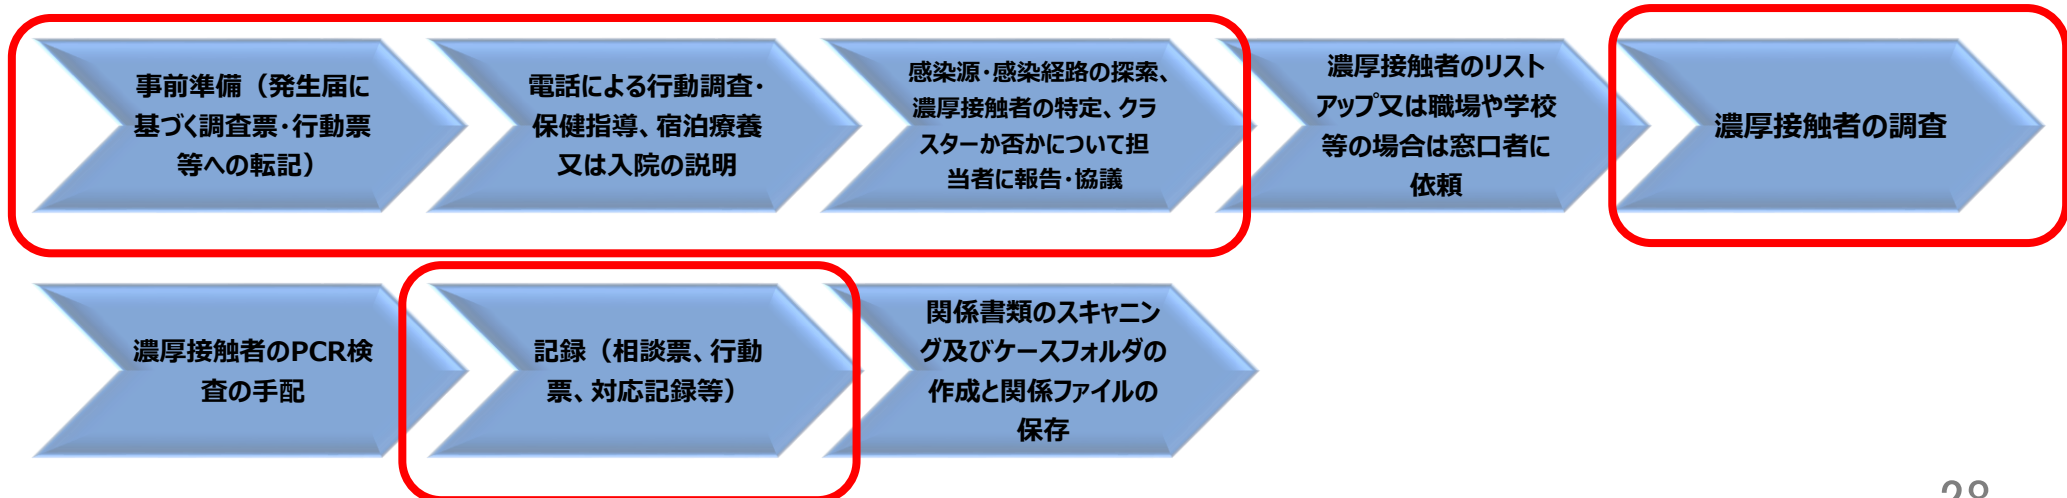 事前準備（発生届に
基づく調査票･行動票
等への転記）
電話による行動調査･
保健指導、宿泊療養
又は入院の説明
感染源･感染経路の探索、
濃厚接触者の特定、クラ
スターか否かについて担
当者に報告･協議
濃厚接触者のリスト
アップ又は職場や学校
等の場合は窓口者に
依頼
濃厚接触者の調査
濃厚接触者のPCR検
査の手配
記録（相談票、行動
票、対応記録等）
関係書類のスキャニン
グ及びケースフォルダの
作成と関係ファイルの
保存
28